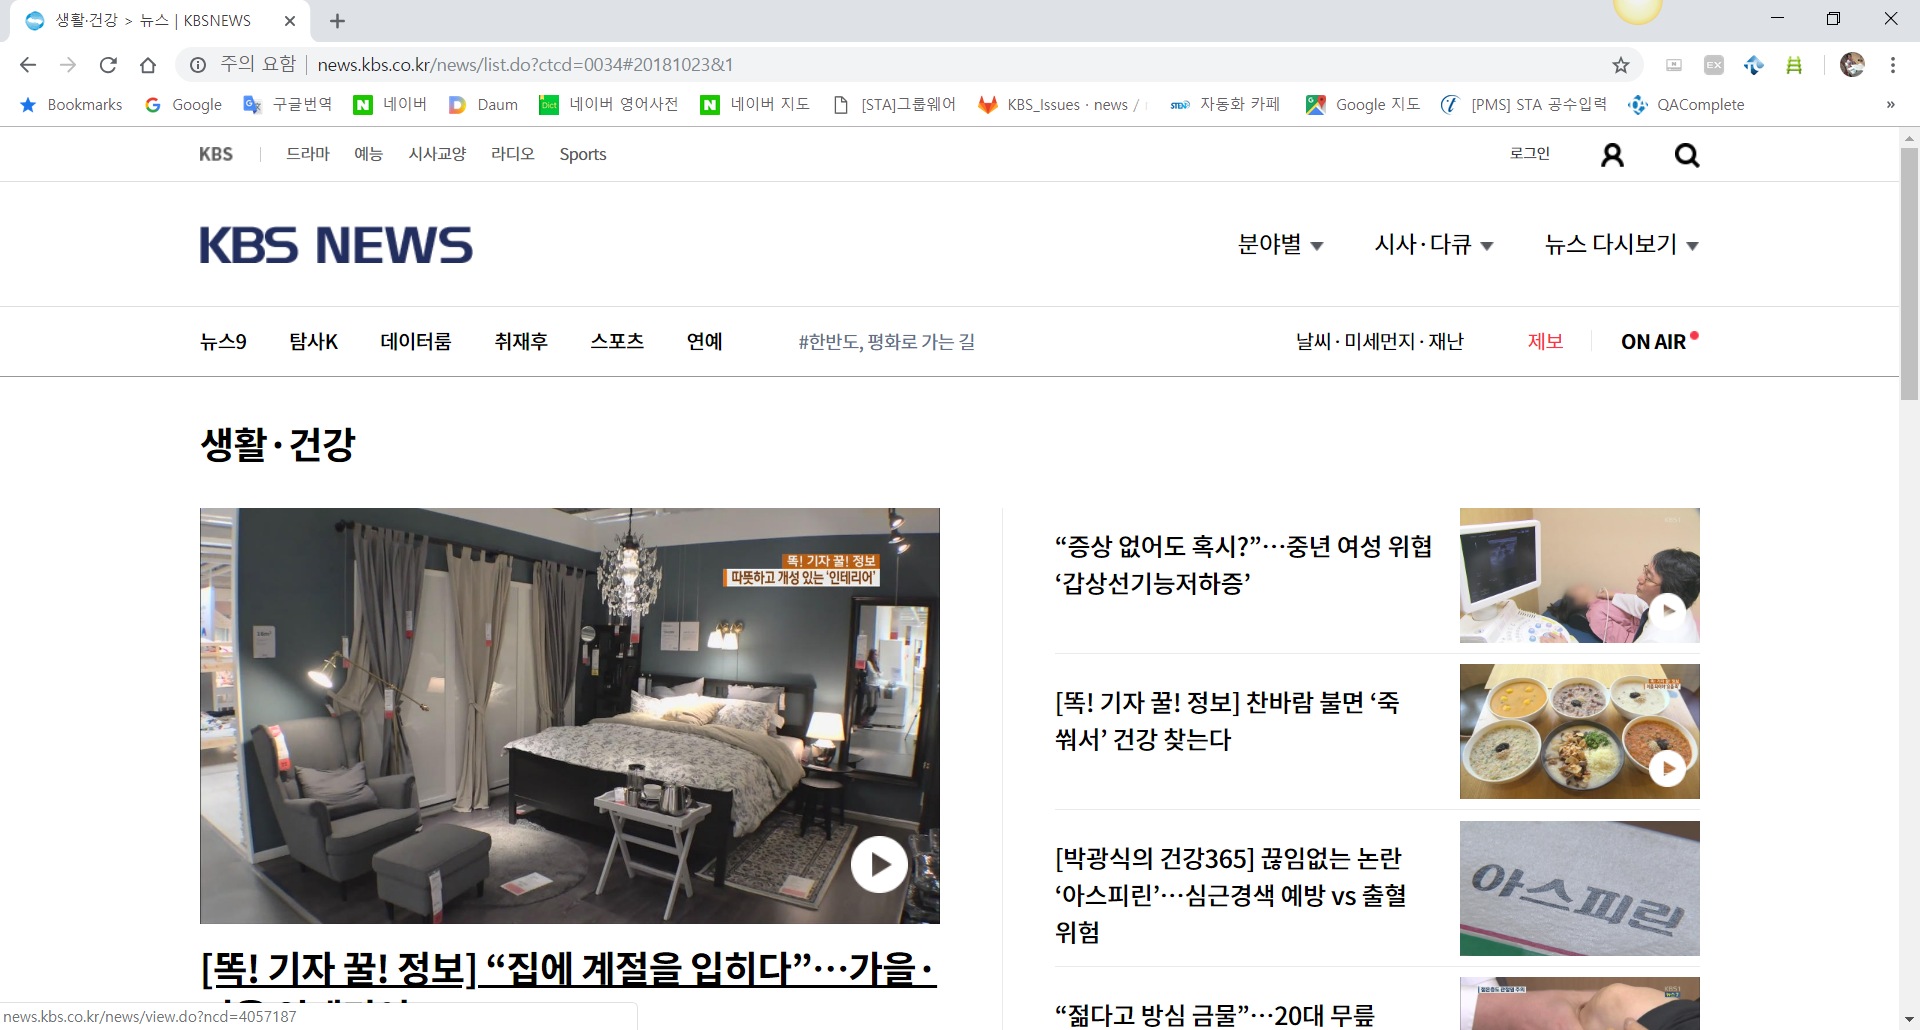 생활·건강 > 뉴스 | KBSNEWS
주의 요함 | news.kbs.co.kr/news/list.do?ctcd=0034#20181023&1
EX
Bookmarks Google 구글번역 네이버 Daum 네이버 영어사전 네이버 지도 [STA]그룹웨어 KBS_Issues · news / 자동화 카페 Google 지도 [PMS] STA 공수입력 QAComplete »
KBS 드라마 예능 시사교양 라디오 Sports 로그인
KBS NEWS 분야별 시사·다큐 뉴스 다시보기
뉴스9 탐사K 데이터룸 취재후 스포츠 연예 #한반도, 평화로 가는 길 날씨·미세먼지·재난 제보 ON AIR
생활·건강
똑! 기자 꿀! 정보
따뜻하고 개성 있는 '인테리어'
[똑! 기자 꿀! 정보] “집에 계절을 입히다”…가을·
“증상 없어도 혹시?”…중년 여성 위협
‘갑상선기능저하증’
[똑! 기자 꿀! 정보] 찬바람 불면 ‘죽
쒀서’ 건강 찾는다
[박광식의 건강365] 끊임없는 논란
‘아스피린’…심근경색 예방 vs 출혈
위험
아스피린
“젊다고 방심 금물”…20대 무릎
news.kbs.co.kr/news/view.do?ncd=4057187